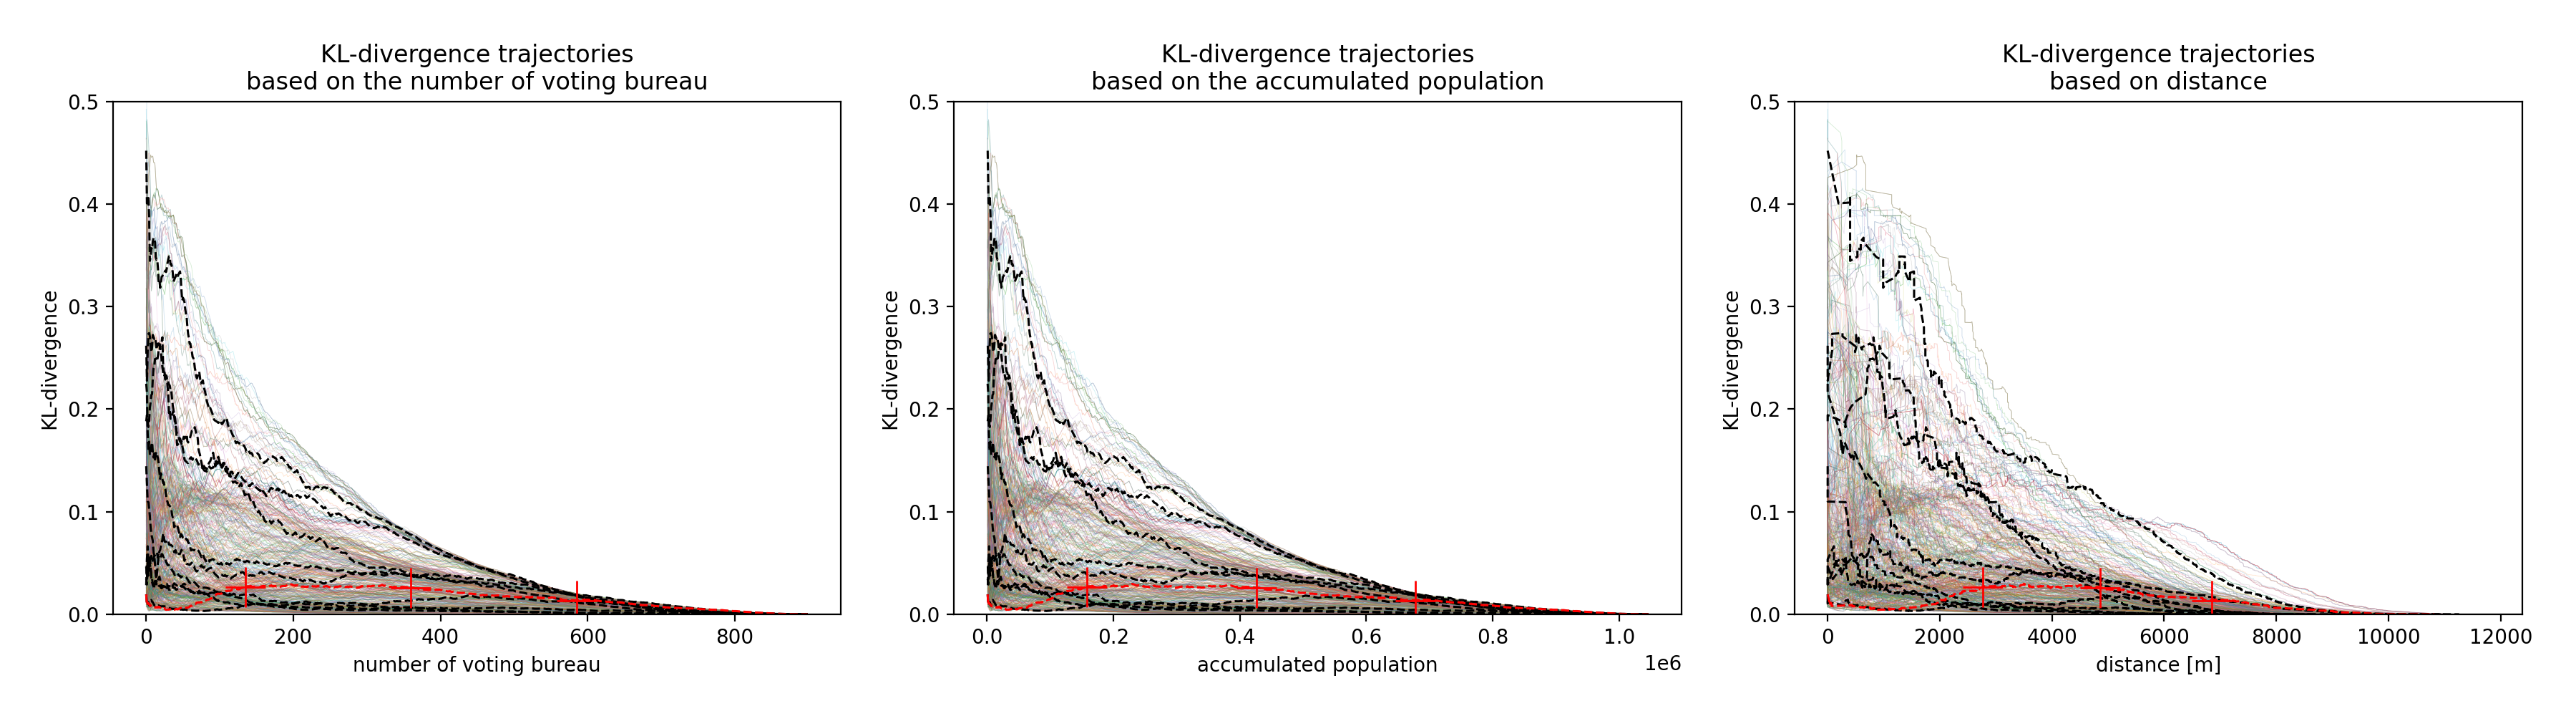 KL-divergence trajectories
based on the number of voting bureau
KL-divergence
0.5
0.4
0.3
0.2
0.1
0.0
0
200
400
600
800
number of voting bureau
KL-divergence trajectories
based on the accumulated population
KL-divergence
0.5
0.4
0.3
0.2
0.1
0.0
0.0
0.2
0.4
0.6
0.8
1.0
1e6
accumulated population
KL-divergence trajectories
based on distance
KL-divergence
0.5
0.4
0.3
0.2
0.1
0.0
0
2000
4000
6000
8000
10000
12000
distance [m]